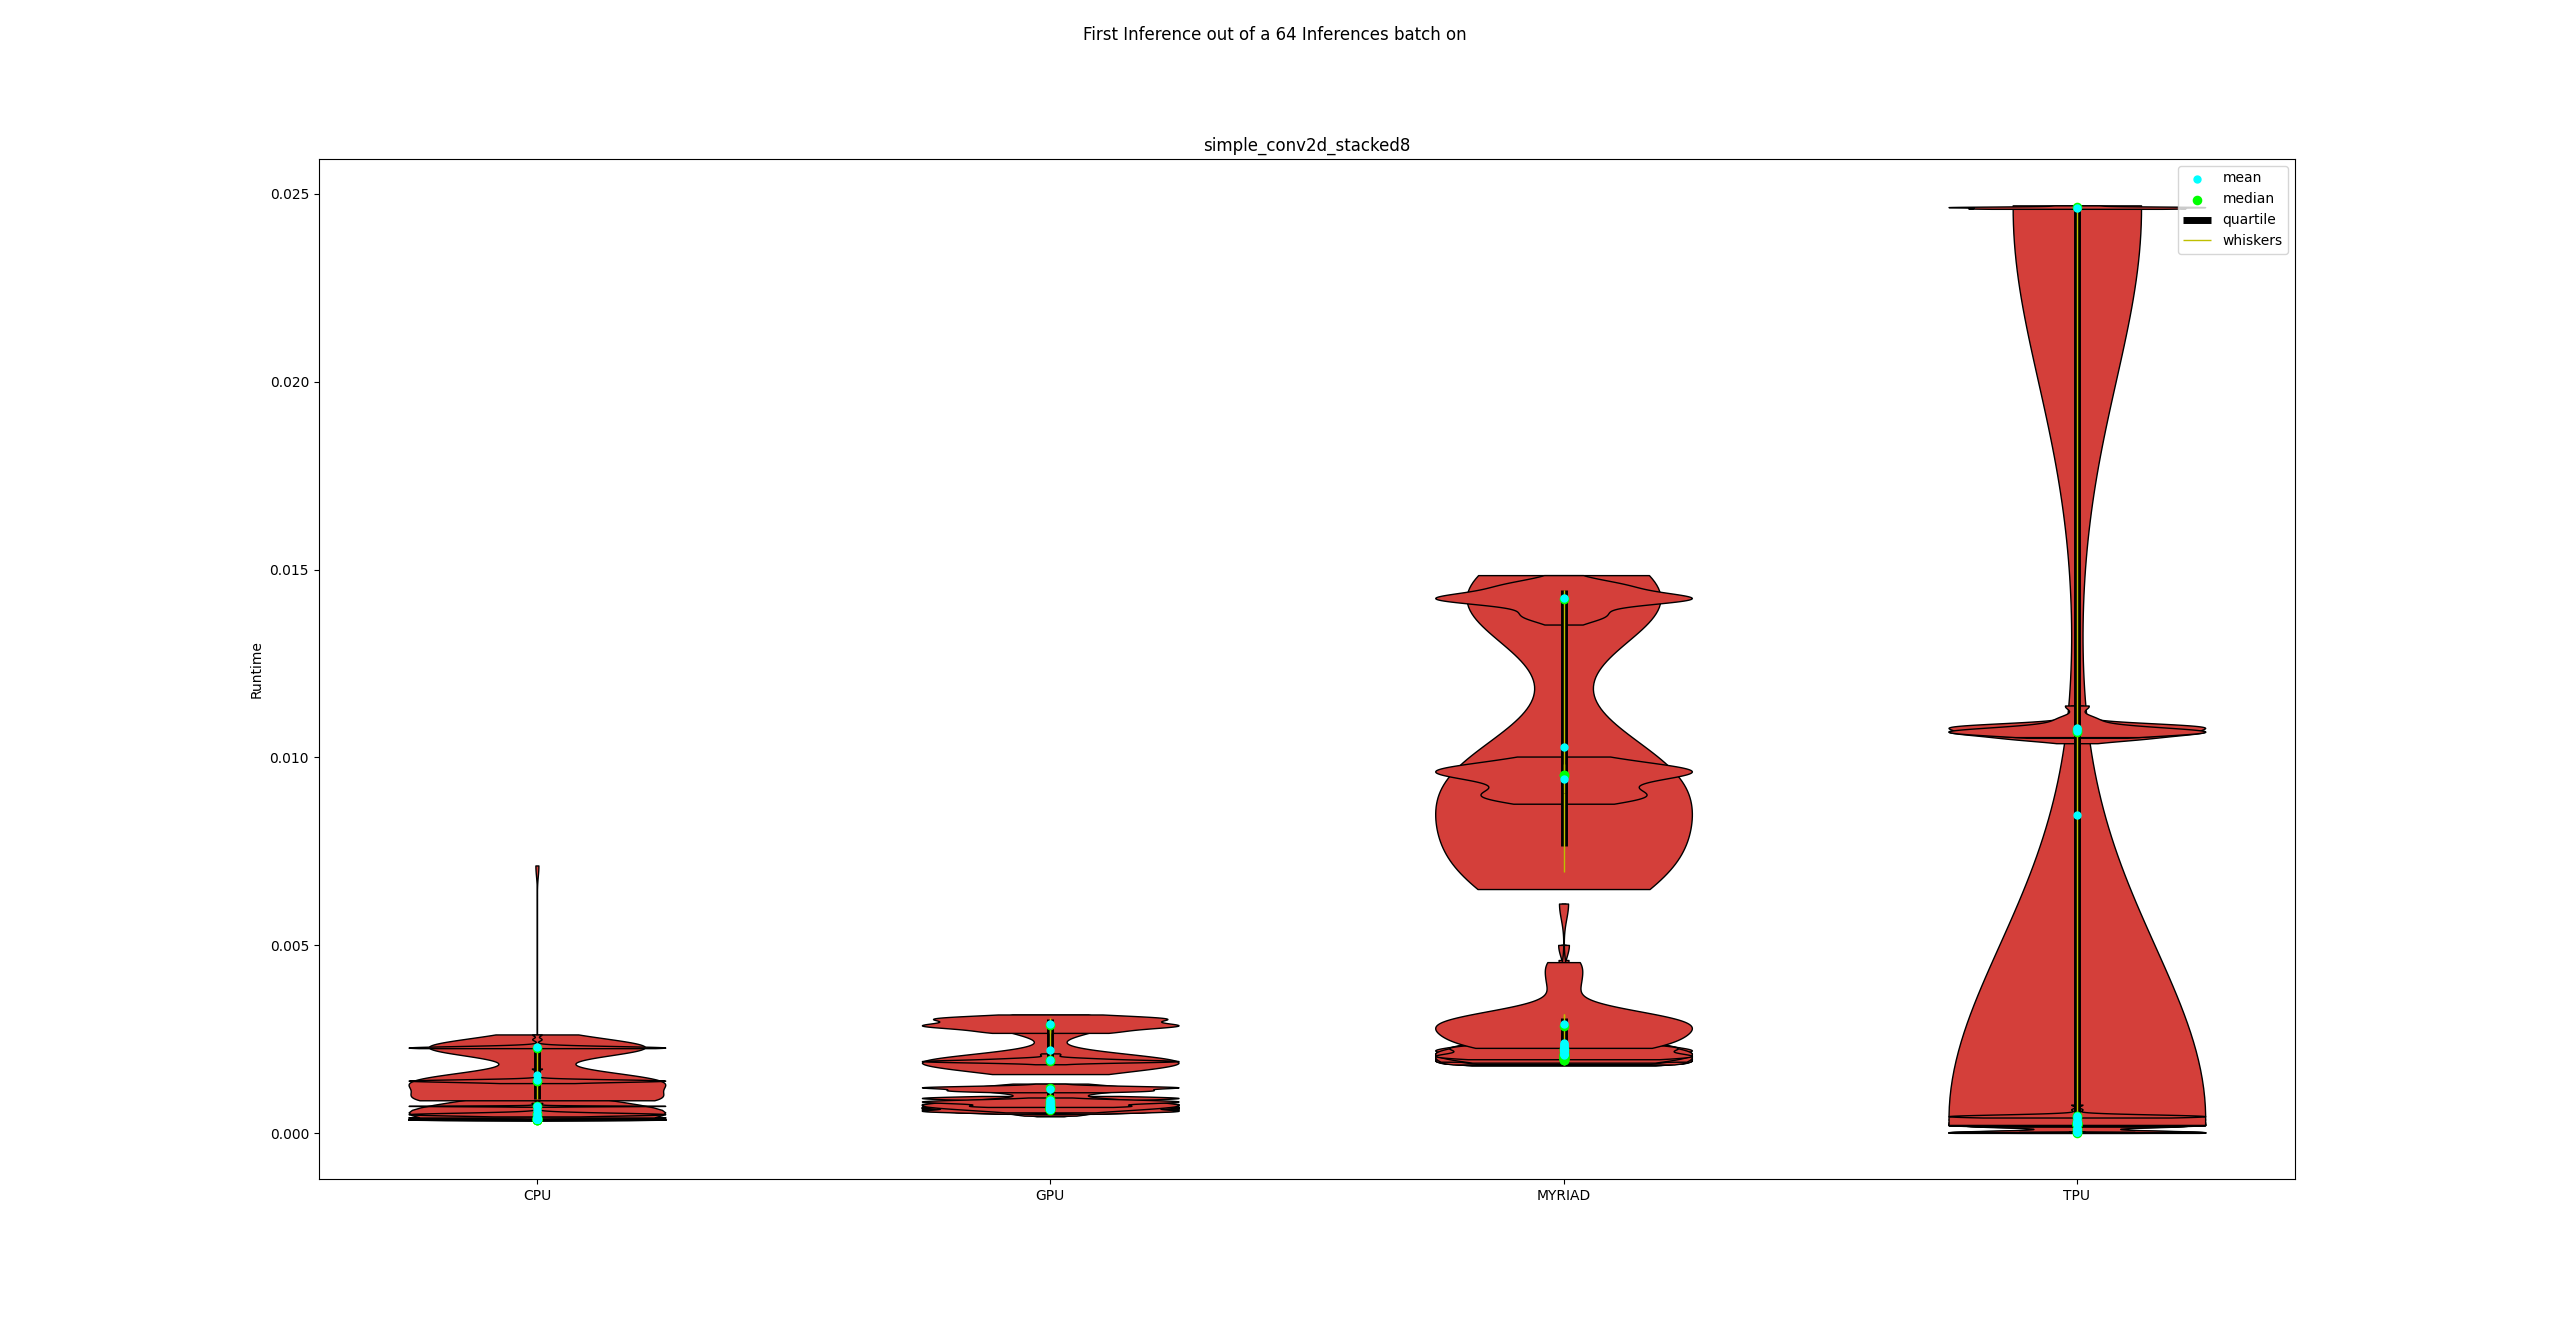 First Inference out of a 64 Inferences batch on
simple_conv2d_stacked8
mean
median
quartile
whiskers
0.025
0.020
0.015
0.010
0.005
0.000
Runtime
CPU
GPU
MYRIAD
TPU